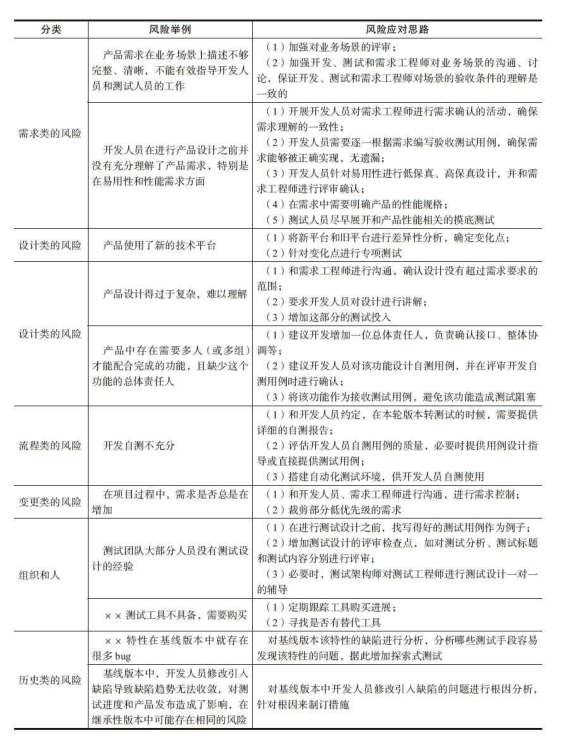 分类 风险举例 风险应对思路
需求类的风险
产品需求在业务场景上描述不够
完整、清晰，不能有效指导开发人
员和测试人员的工作
（1）加强对业务场景的评审；
（2）加强开发、测试和需求工程师对业务场景的沟通、讨
论，保证开发、测试和需求工程师对场景的验收条件的理解是
一致的
开发人员在进行产品设计之前并
没有充分理解了产品需求，特别是
在易用性和性能需求方面
（1）开展开发人员对需求工程师进行需求确认的活动，确保
需求理解的一致性；
（2）开发人员需要逐一根据需求编写验收测试用例，确保需
求能够被正确实现，无遗漏；
（3）开发人员针对易用性进行低保真、高保真设计，并和需
求工程师进行评审确认；
（4）在需求中需要明确产品的性能规格；
（5）测试人员尽早展开和产品性能相关的摸底测试
设计类的风险
产品使用了新的技术平台
（1）将新平台和旧平台进行差异性分析，确定变化点；
（2）针对变化点进行专项测试
设计类的风险
产品设计得过于复杂，难以理解
（1）和需求工程师进行沟通，确认设计没有超过需求要求的
范围；
（2）要求开发人员对设计进行讲解；
（3）增加这部分的测试投入
产品中存在需要多人（或多组）
才能配合完成的功能，且缺少这个
功能的总体责任人
（1）建议开发增加一位总体责任人，负责确认接口、整体协
调等；
（2）建议开发人员对该功能设计自测用例，并在评审开发自
测用例时进行确认；
（3）将该功能作为接收测试用例，避免该功能造成测试阻塞
流程类的风险
开发自测不充分
（1）和开发人员约定，在本轮版本转测试的时候，需要提供
详细的自测报告；
（2）评估开发人员自测用例的质量，必要时提供用例设计指
导或直接提供测试用例；
（3）搭建自动化测试环境，供开发人员自测使用
变更类的风险
在项目过程中，需求是否总是在
增加
（1）和开发人员、需求工程师进行沟通，进行需求控制；
（2）裁剪部分低优先级的需求
组织和人
测试团队大部分人员没有测试设
计的经验
（1）在进行测试设计之前，找写得好的测试用例作为例子；
（2）增加测试设计的评审检查点，如对测试分析、测试标题
和测试内容分别进行评审；
（3）必要时，测试架构师对测试工程师进行测试设计一对一
的辅导
××测试工具不具备，需要购买
（1）定期跟踪工具购买进展；
（2）寻找是否有替代工具
历史类的风险
××特性在基线版本中就存在
很多bug
对基线版本该特性的缺陷进行分析，分析哪些测试手段容易
发现该特性的问题，据此增加探索式测试
基线版本中，开发人员修改引入
缺陷导致缺陷趋势无法收敛，对测
试进度和产品发布造成了影响，在
继承性版本中可能存在相同的风险
对基线版本中开发人员修改引入缺陷的问题进行根因分析，
针对根因来制订措施